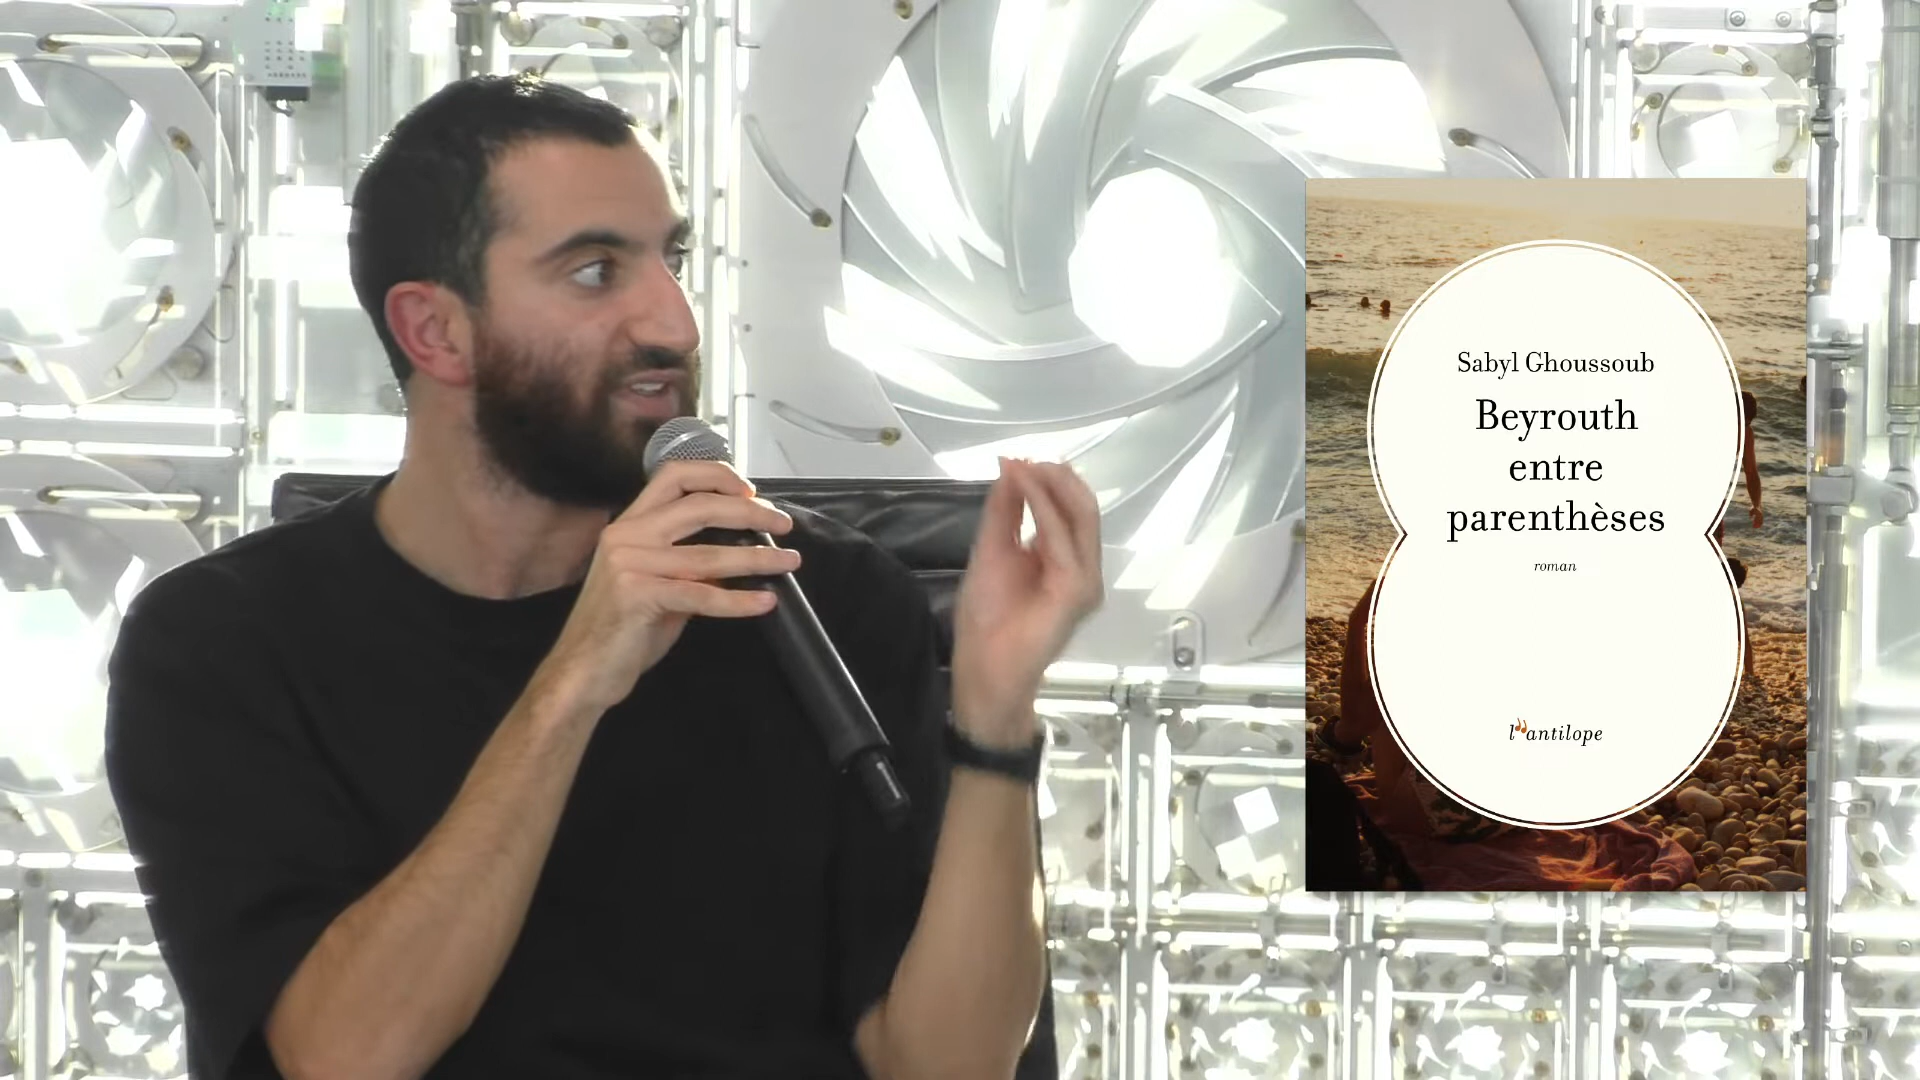 Sabyl Ghoussoub
Beyrouth
entre
parenthèses
roman
l'antilope